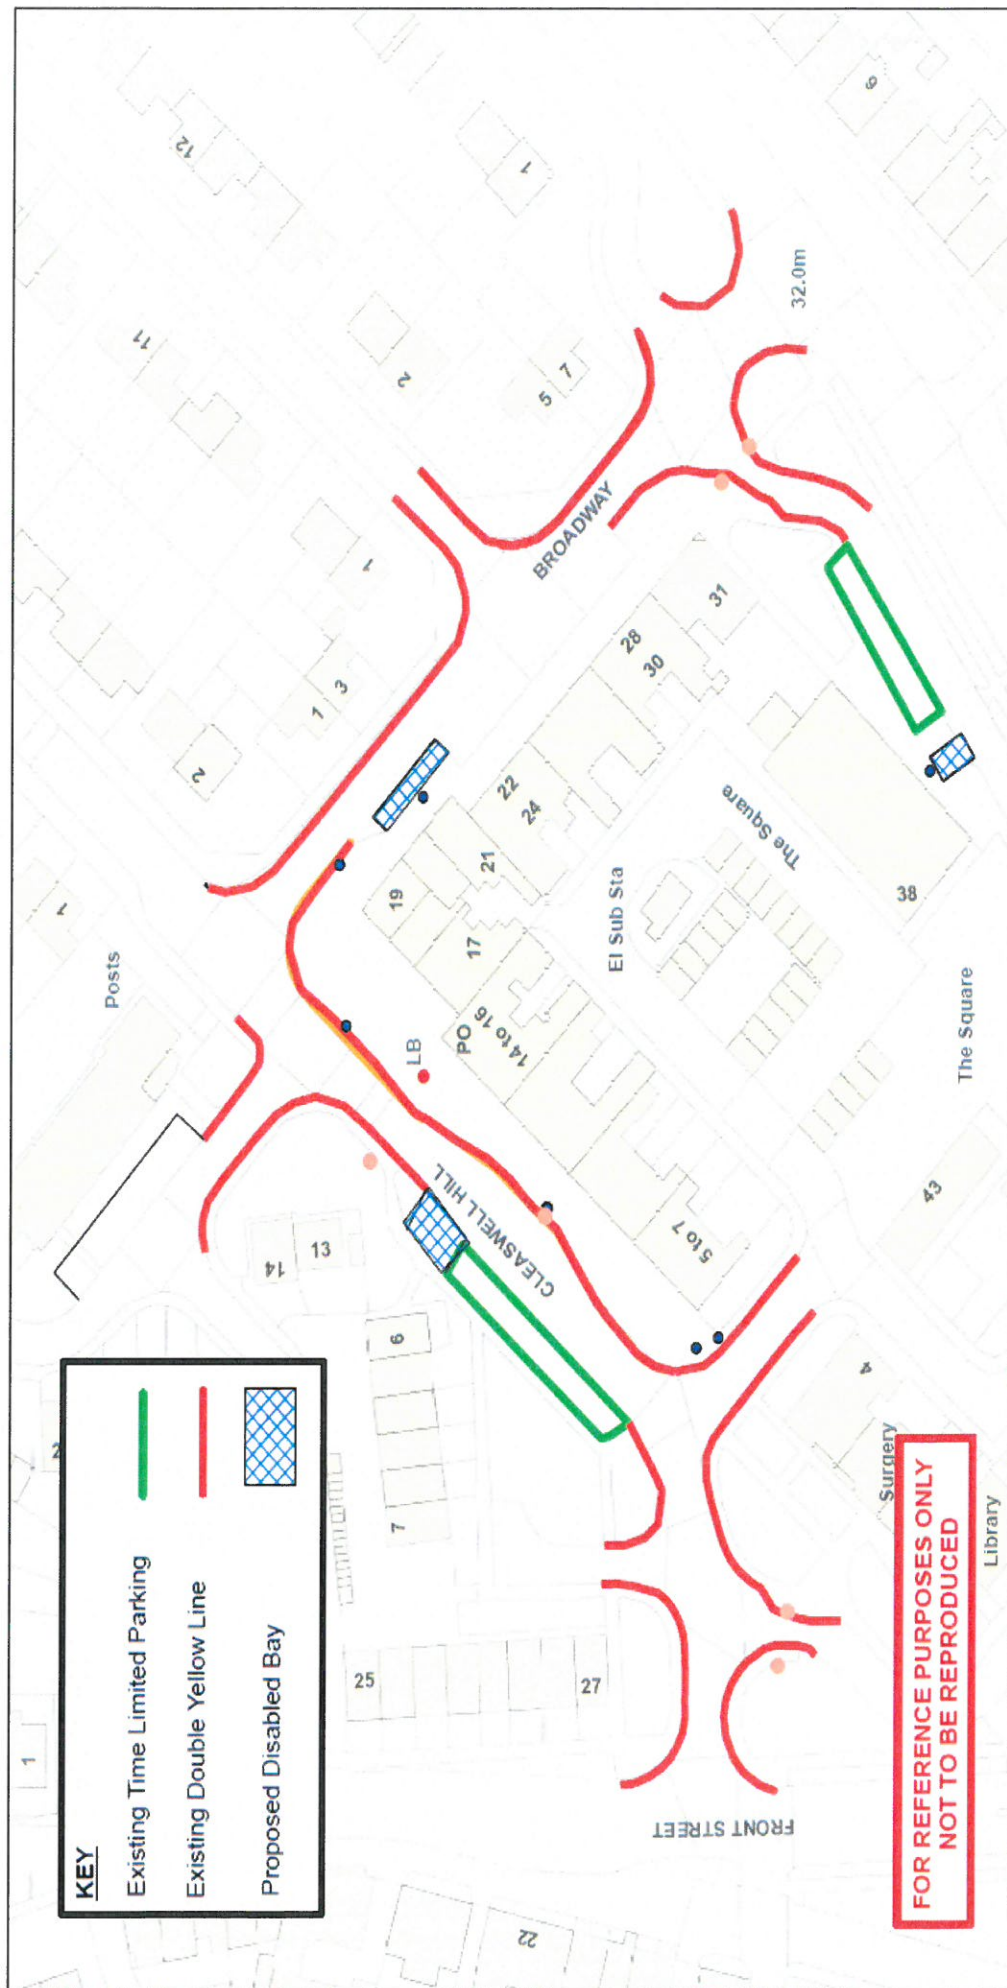 KEY
Existing Time Limited Parking
Existing Double Yellow Line
Proposed Disabled Bay
1
25
27
7
6
14
13
22
FRONT STREET
CLEASWELL HILL
BROADWAY
Posts
LB
PO
14 to 16
17
19
21
22
24
28
30
31
5 to 7
El Sub Sta
The Square
38
43
The Square
4
Surgery
Library
1
2
1
3
1
11
12
2
5
7
1
9
32.0m
FOR REFERENCE PURPOSES ONLY
NOT TO BE REPRODUCED